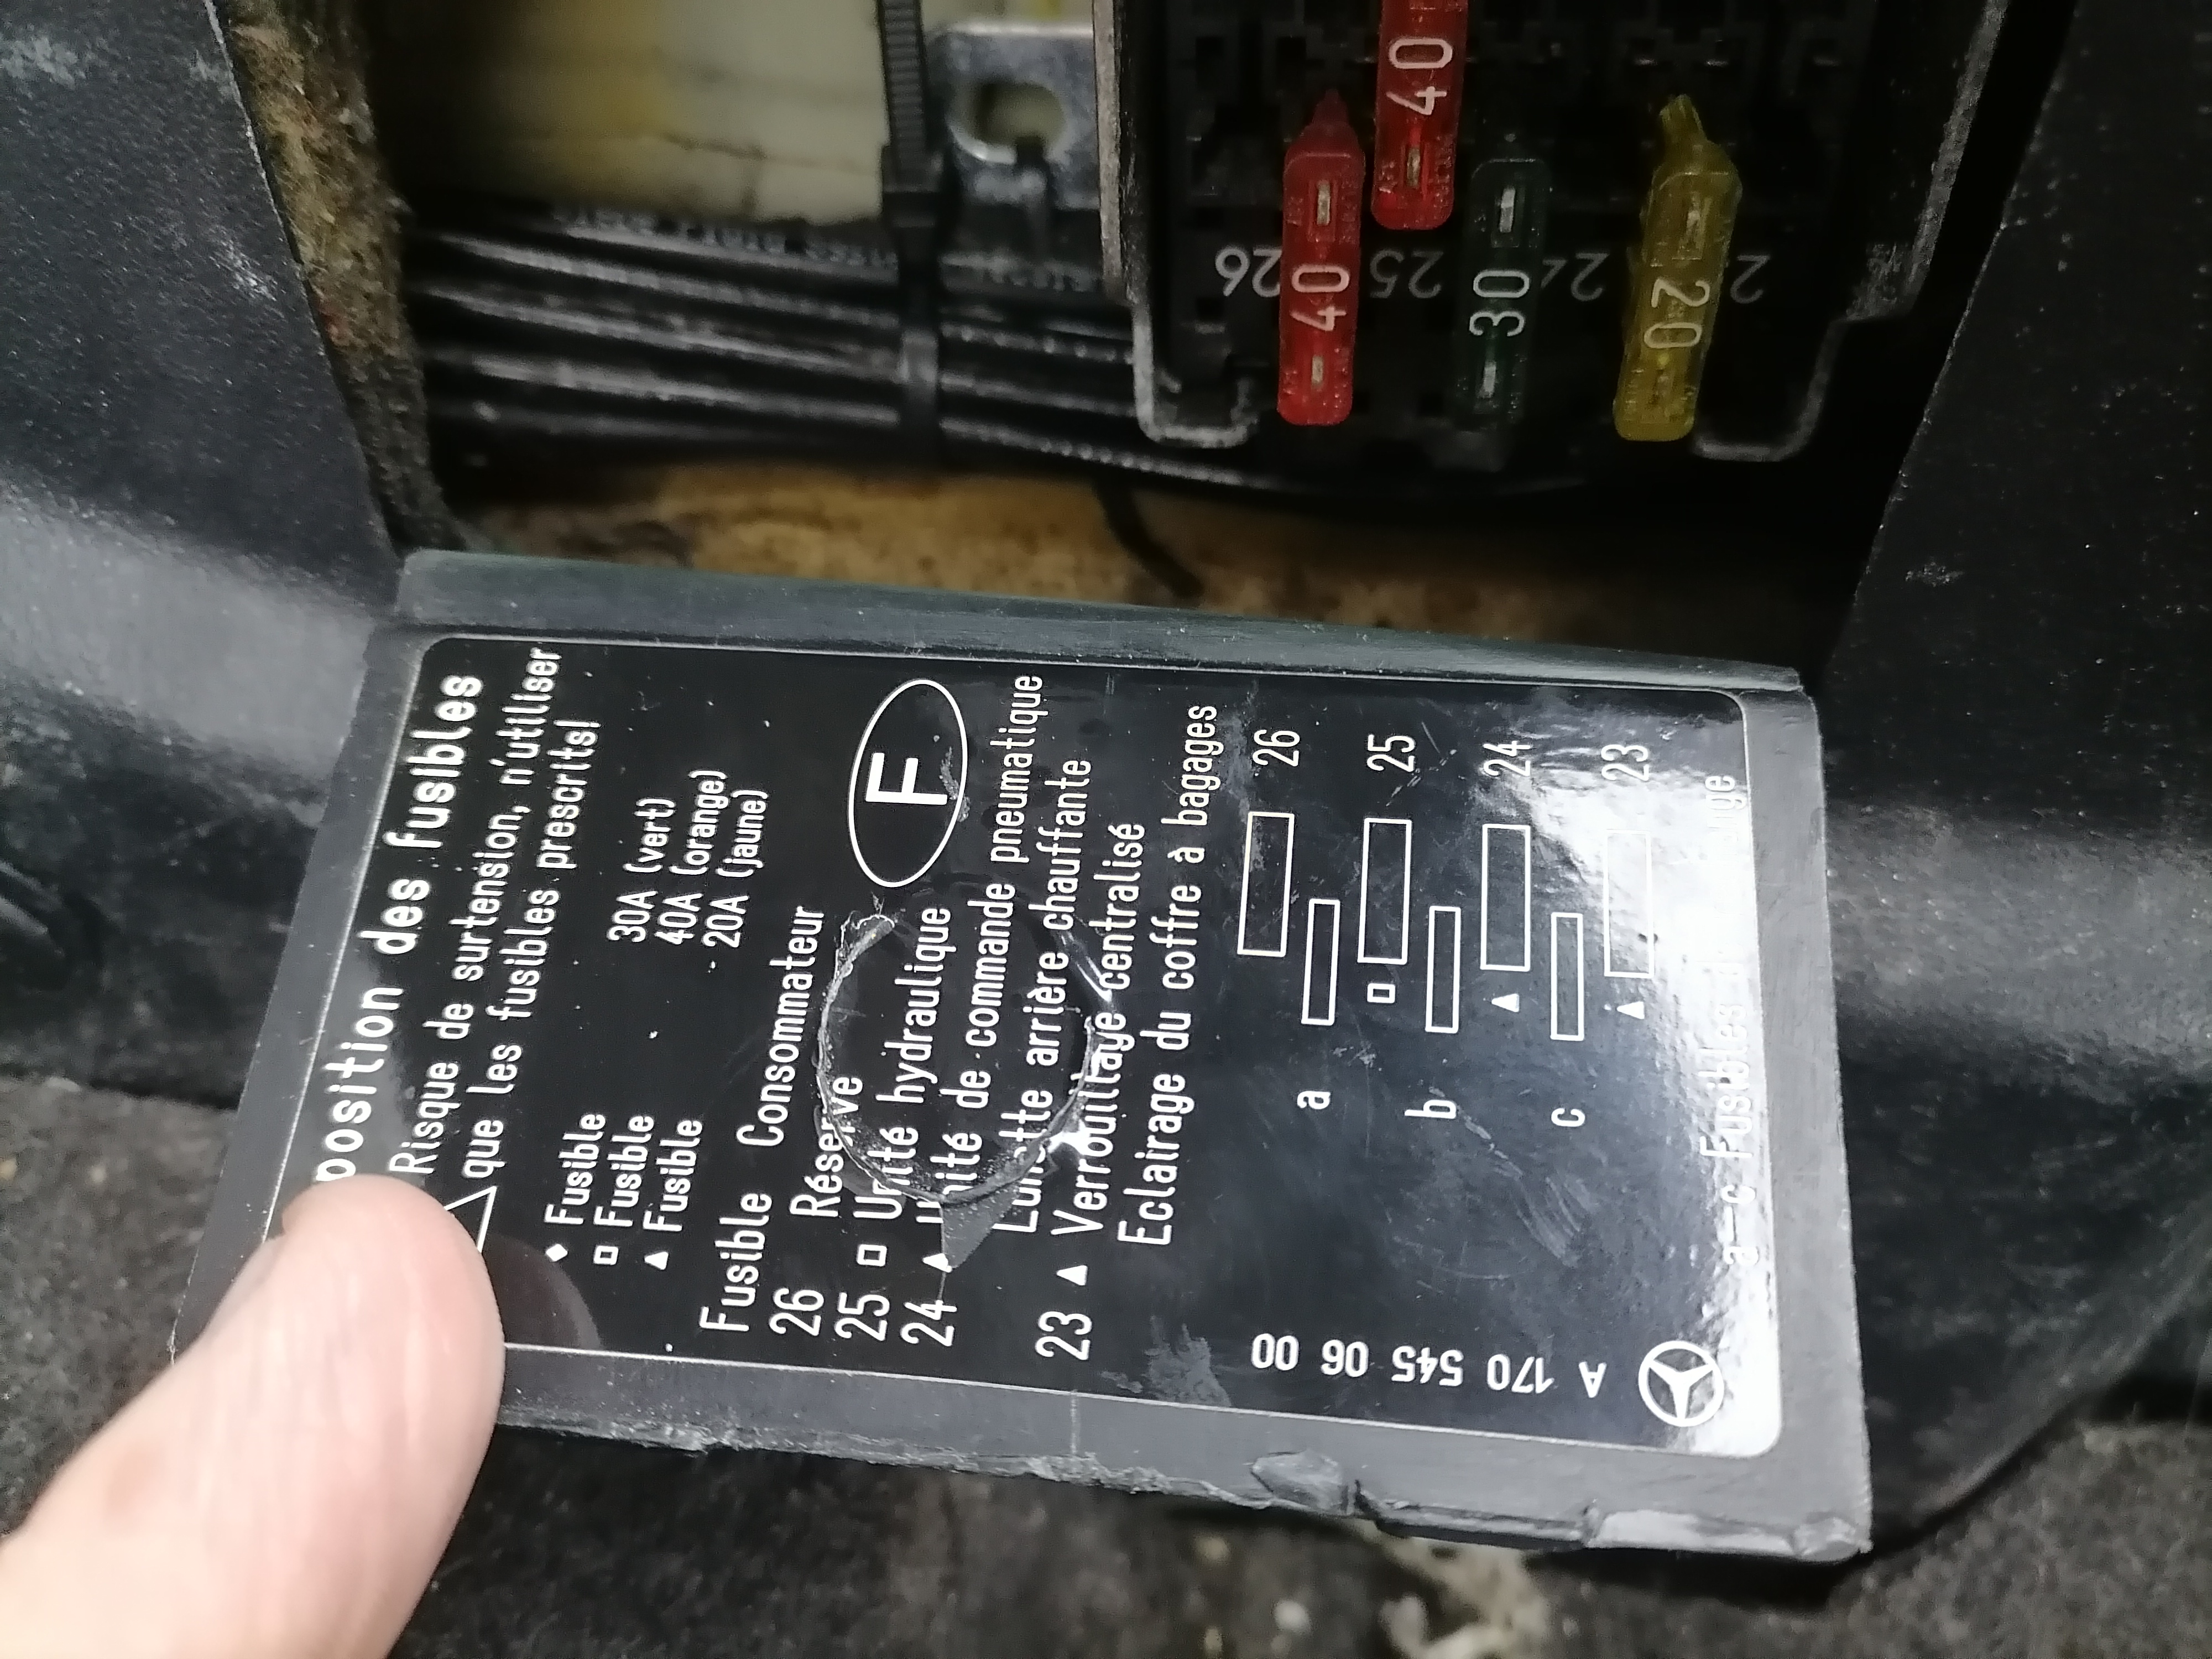 position des fusibles
Risque de surtension, n'utiliser
que les fusibles prescrits!
◆ Fusible 30A (vert)
□ Fusible 40A (orange)
▲ Fusible 20A (jaune)
Fusible Consommateur
F
26 Réserve
25 □ Unité hydraulique
24 ▲ Unité de commande pneumatique
Lunette arrière chauffante
23 ▲ Verrouillage centralisé
Eclairage du coffre à bagages
26
a
□ 25
b
▲ 24
c
▲ 23
a-c Fusibles
A 170 545 06 00
40
40
30
20
26
25
24